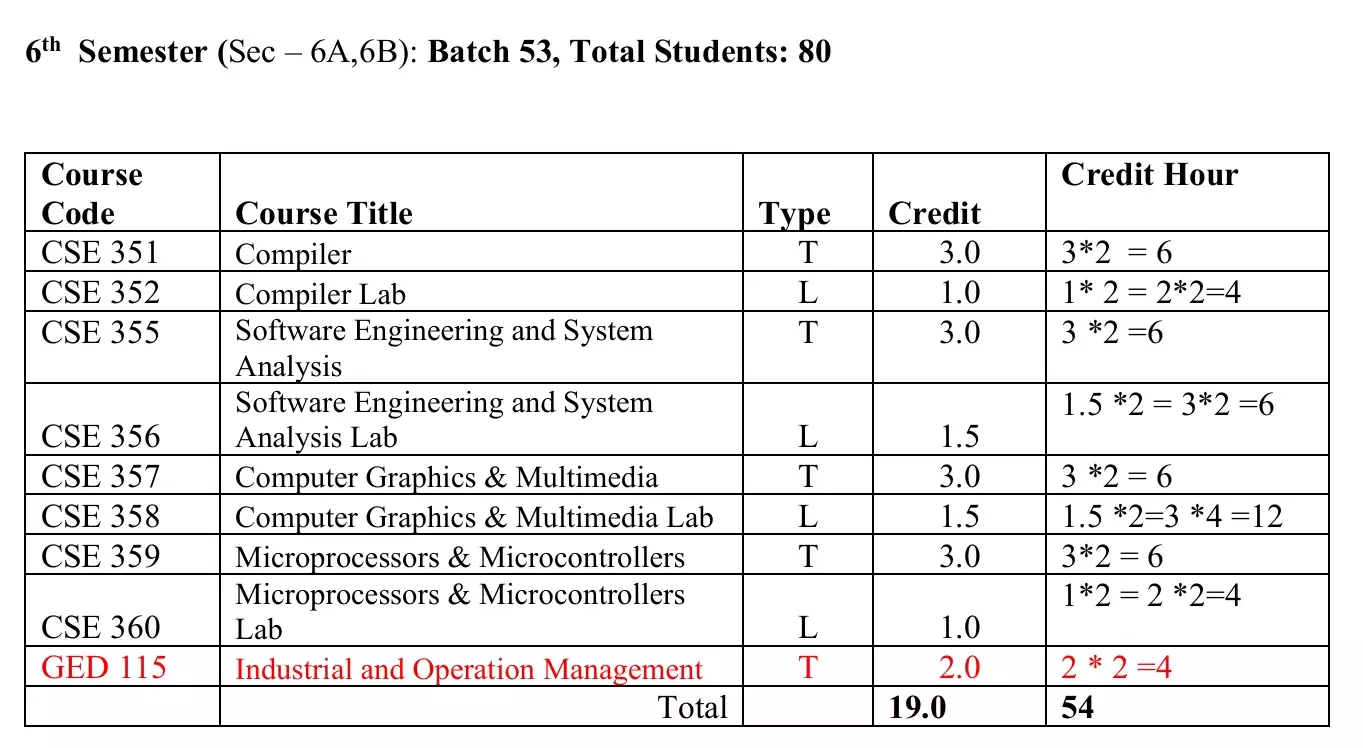 6th Semester (Sec – 6A,6B): Batch 53, Total Students: 80
Course Code Course Title Type Credit Credit Hour
CSE 351 Compiler T 3.0 3*2 = 6
CSE 352 Compiler Lab L 1.0 1* 2 = 2*2=4
CSE 355 Software Engineering and System Analysis T 3.0 3 *2 =6
CSE 356 Software Engineering and System Analysis Lab L 1.5 1.5 *2 = 3*2 =6
CSE 357 Computer Graphics & Multimedia T 3.0 3 *2 = 6
CSE 358 Computer Graphics & Multimedia Lab L 1.5 1.5 *2=3 *4 =12
CSE 359 Microprocessors & Microcontrollers T 3.0 3*2 = 6
CSE 360 Microprocessors & Microcontrollers Lab L 1.0 1*2 = 2 *2=4
GED 115 Industrial and Operation Management T 2.0 2 * 2 =4
Total 19.0 54